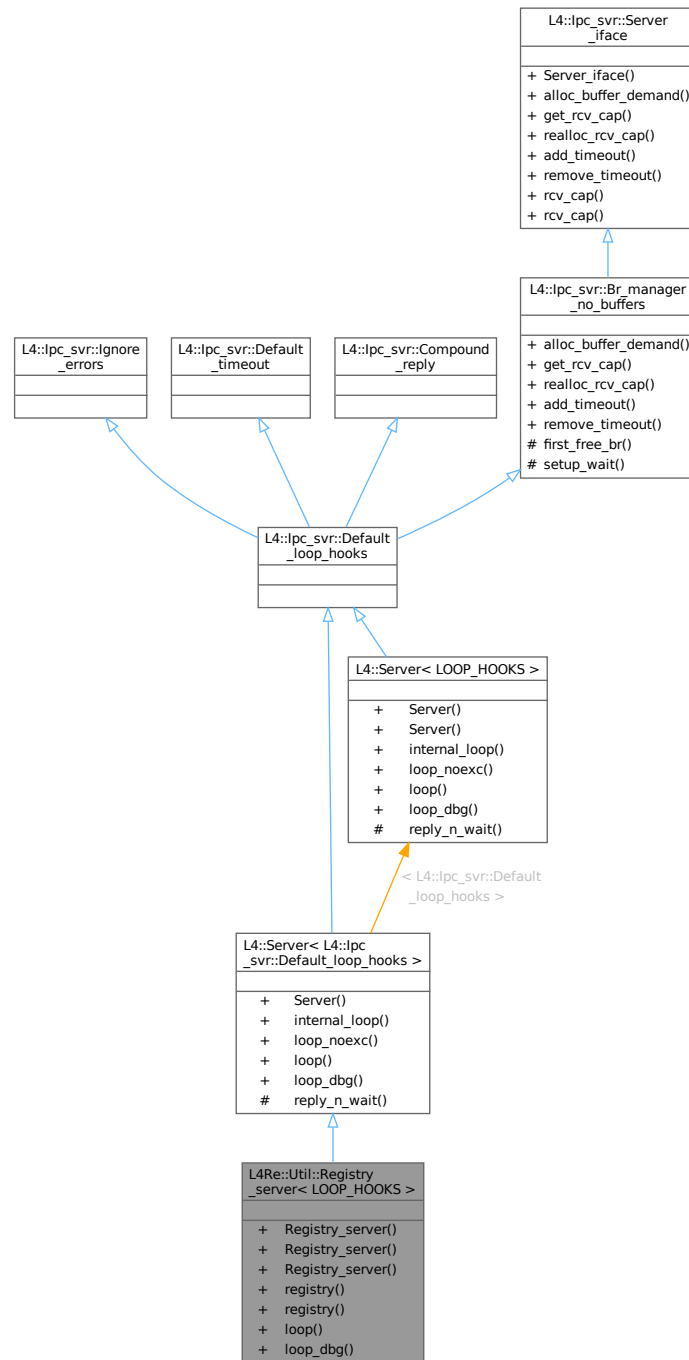 L4::Ipc_svr::Server
_iface
+ Server_iface()
+ alloc_buffer_demand()
+ get_rcv_cap()
+ realloc_rcv_cap()
+ add_timeout()
+ remove_timeout()
+ rcv_cap()
+ rcv_cap()
L4::Ipc_svr::Br_manager
_no_buffers
+ alloc_buffer_demand()
+ get_rcv_cap()
+ realloc_rcv_cap()
+ add_timeout()
+ remove_timeout()
# first_free_br()
# setup_wait()
L4::Ipc_svr::Ignore
_errors
L4::Ipc_svr::Default
_timeout
L4::Ipc_svr::Compound
_reply
L4::Ipc_svr::Default
_loop_hooks
L4::Server< LOOP_HOOKS >
+ Server()
+ Server()
+ internal_loop()
+ loop_noexc()
+ loop()
+ loop_dbg()
# reply_n_wait()
< L4::Ipc_svr::Default
_loop_hooks >
L4::Server< L4::Ipc
_svr::Default_loop_hooks >
+ Server()
+ internal_loop()
+ loop_noexc()
+ loop()
+ loop_dbg()
# reply_n_wait()
L4Re::Util::Registry
_server< LOOP_HOOKS >
+ Registry_server()
+ Registry_server()
+ Registry_server()
+ registry()
+ registry()
+ loop()
+ loop_dbg()